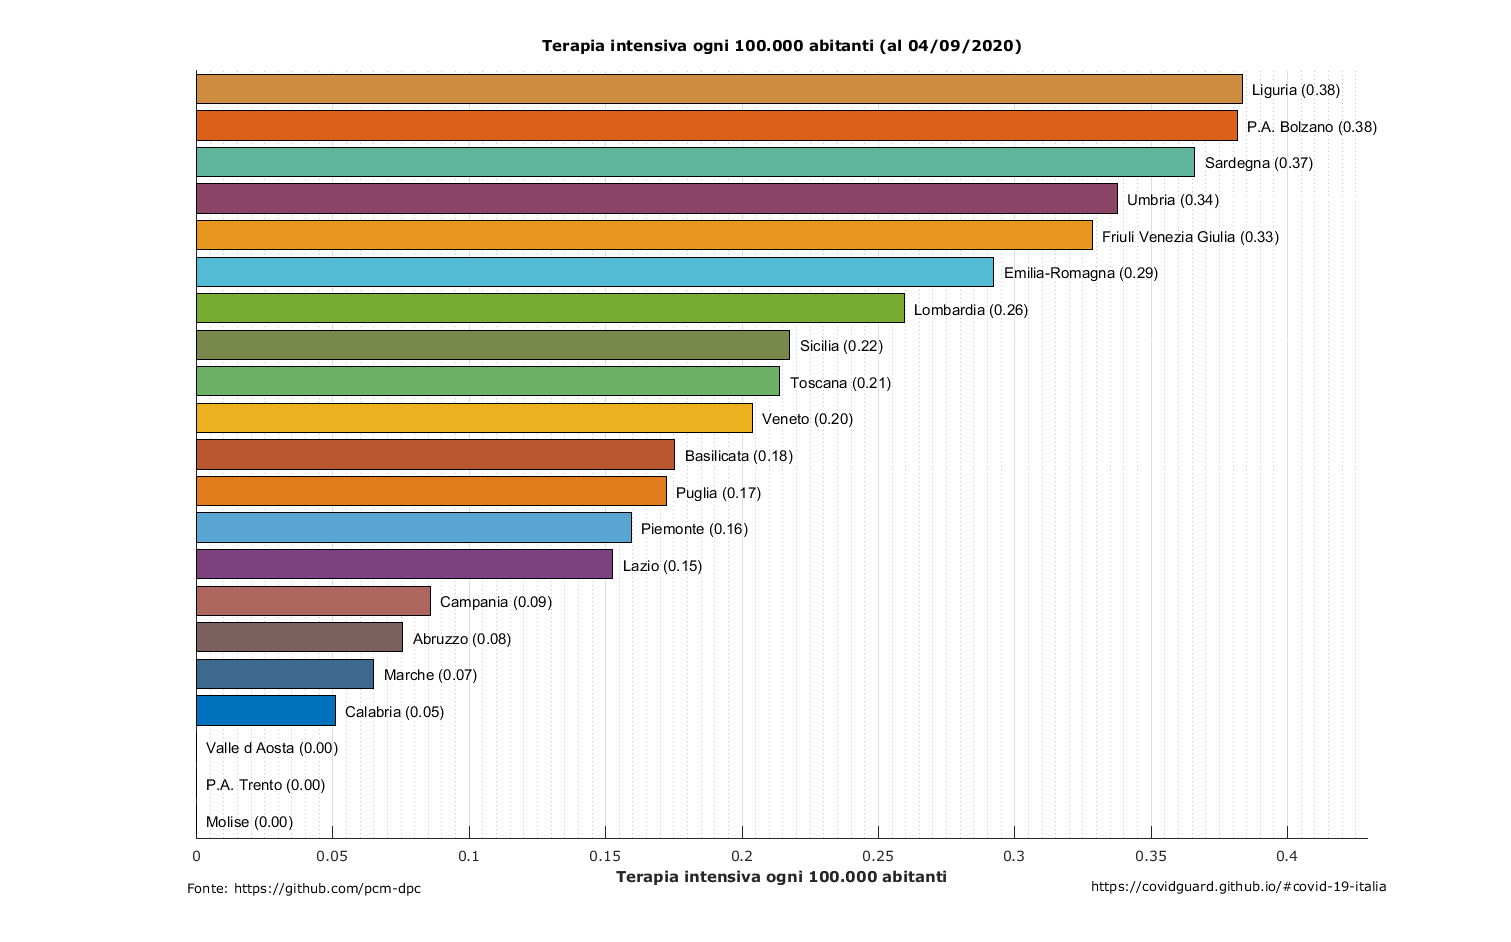 Terapia intensiva ogni 100.000 abitanti (al 04/09/2020)
Liguria (0.38)
P.A. Bolzano (0.38)
Sardegna (0.37)
Umbria (0.34)
Friuli Venezia Giulia (0.33)
Emilia-Romagna (0.29)
Lombardia (0.26)
Sicilia (0.22)
Toscana (0.21)
Veneto (0.20)
Basilicata (0.18)
Puglia (0.17)
Piemonte (0.16)
Lazio (0.15)
Campania (0.09)
Abruzzo (0.08)
Marche (0.07)
Calabria (0.05)
Valle d Aosta (0.00)
P.A. Trento (0.00)
Molise (0.00)
0 0.05 0.1 0.15 0.2 0.25 0.3 0.35 0.4
Terapia intensiva ogni 100.000 abitanti
Fonte: https://github.com/pcm-dpc
https://covidguard.github.io/#covid-19-italia